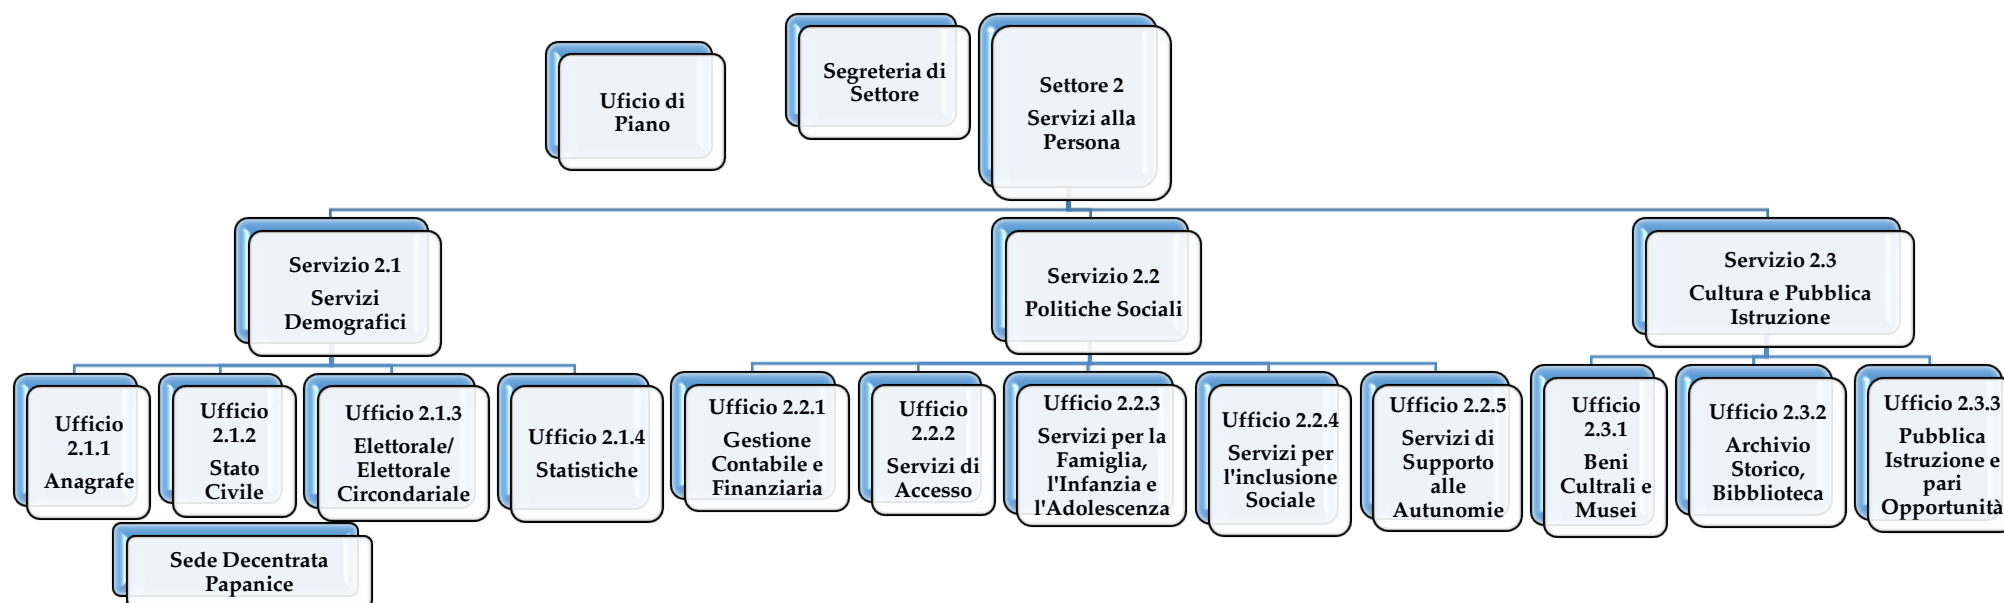 Uficio di
Piano
Segreteria di
Settore
Settore 2
Servizi alla
Persona
Servizio 2.1
Servizi
Demografici
Servizio 2.2
Politiche Sociali
Servizio 2.3
Cultura e Pubblica
Istruzione
Ufficio
2.1.1
Anagrafe
Ufficio
2.1.2
Stato
Civile
Ufficio 2.1.3
Elettorale/
Elettorale
Circondariale
Ufficio 2.1.4
Statistiche
Ufficio 2.2.1
Gestione
Contabile e
Finanziaria
Ufficio
2.2.2
Servizi di
Accesso
Ufficio 2.2.3
Servizi per la
Famiglia,
l'Infanzia e
l'Adolescenza
Ufficio 2.2.4
Servizi per
l'inclusione
Sociale
Ufficio 2.2.5
Servizi di
Supporto
alle
Autunomie
Ufficio
2.3.1
Beni
Cultrali e
Musei
Ufficio 2.3.2
Archivio
Storico,
Bibblioteca
Ufficio 2.3.3
Pubblica
Istruzione e
pari
Opportunità
Sede Decentrata
Papanice